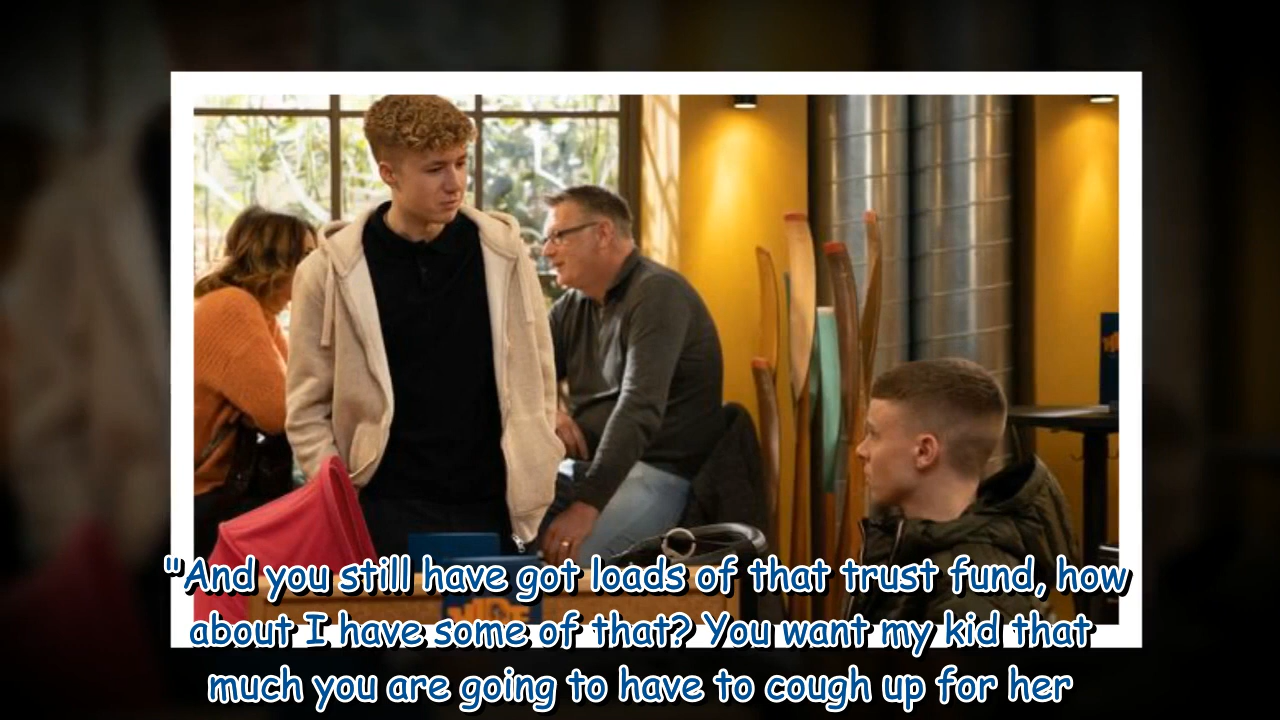 "And you still have got loads of that trust fund, how
about I have some of that? You want my kid that
much you are going to have to cough up for her